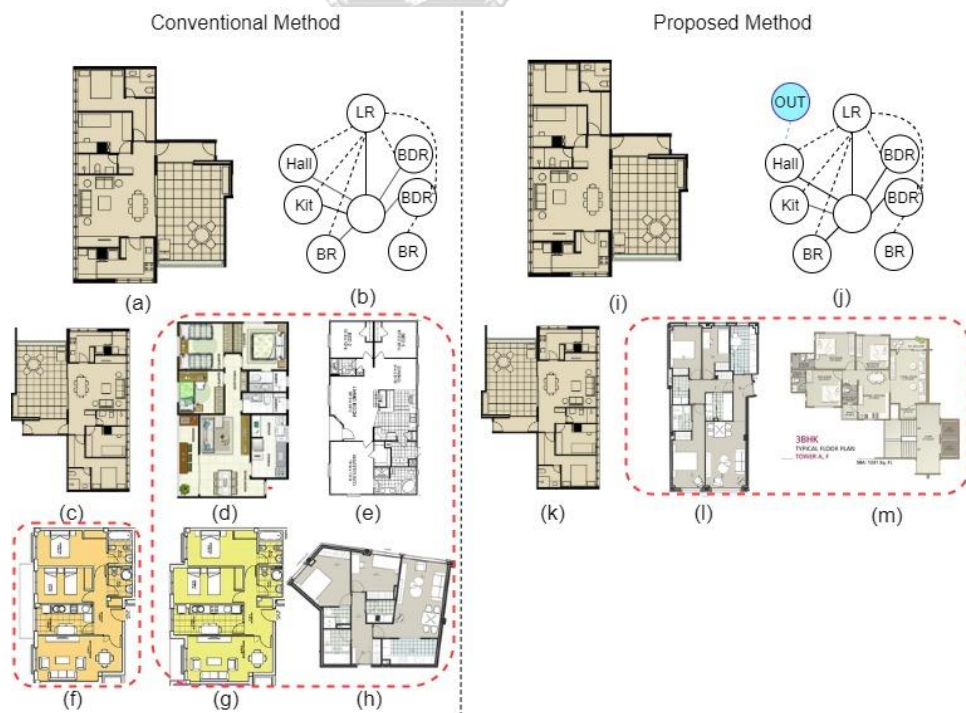 Conventional Method
Proposed Method
LR
Hall
BDR
Kit
BDR
BR
BR
(a)
(b)
OUT
LR
Hall
BDR
Kit
BDR
BR
BR
(i)
(j)
(c)
(d)
(e)
(k)
(l)
3BHK
TYPICAL FLOOR PLAN
TOWER A, F
(m)
(f)
(g)
(h)